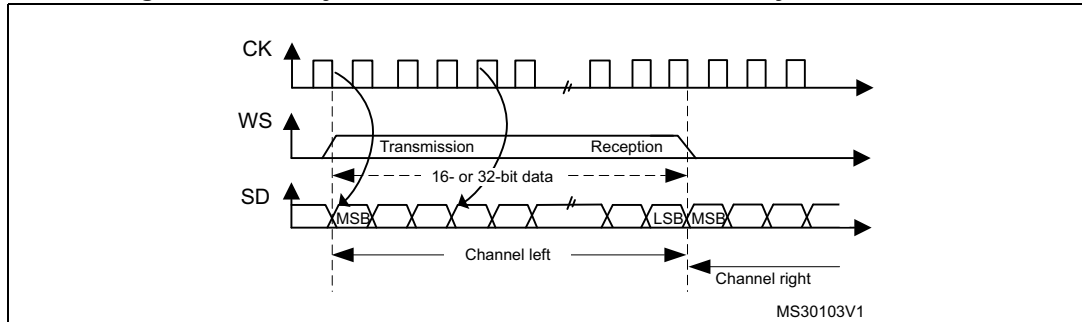 CK
WS
Transmission Reception
16- or 32-bit data
SD
MSB LSB MSB
Channel left
Channel right
MS30103V1